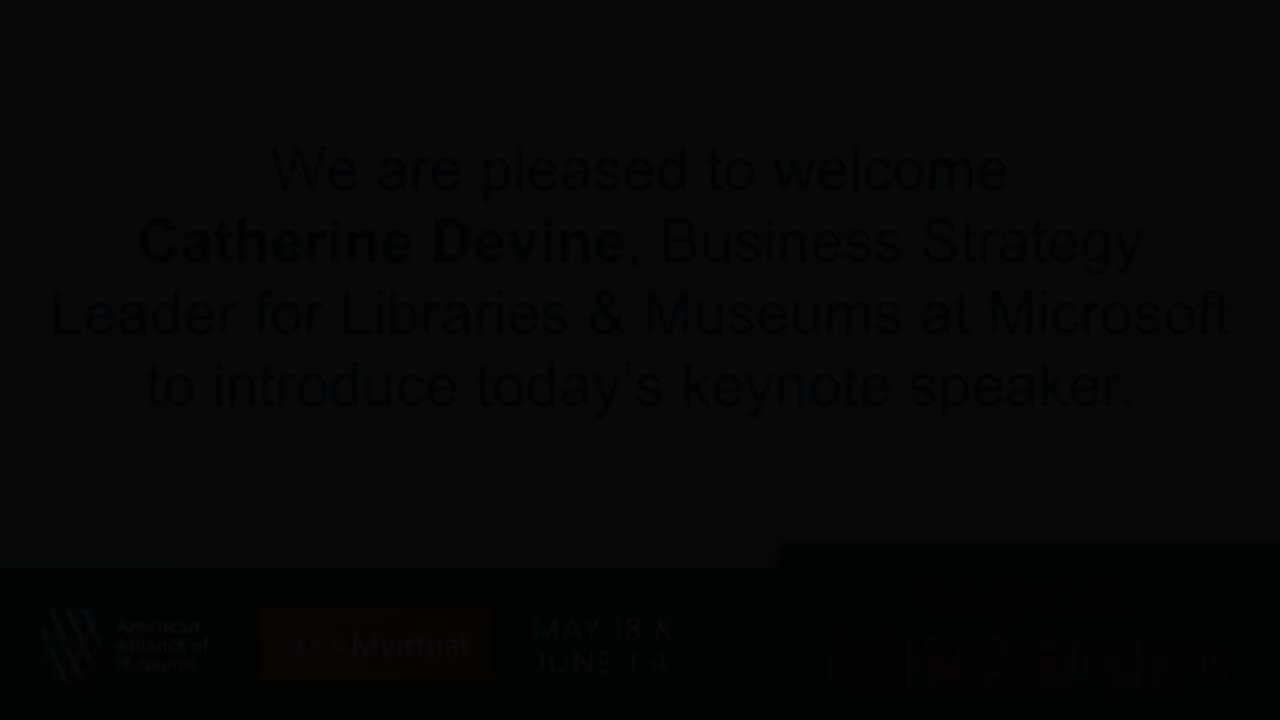 We are pleased to welcome
Catherine Devine, Business Strategy
Leader for Libraries & Museums at Microsoft
to introduce today's keynote speaker.
American
Alliance of
Museums
#AAMvirtual
MAY 18 &
JUNE 1-4